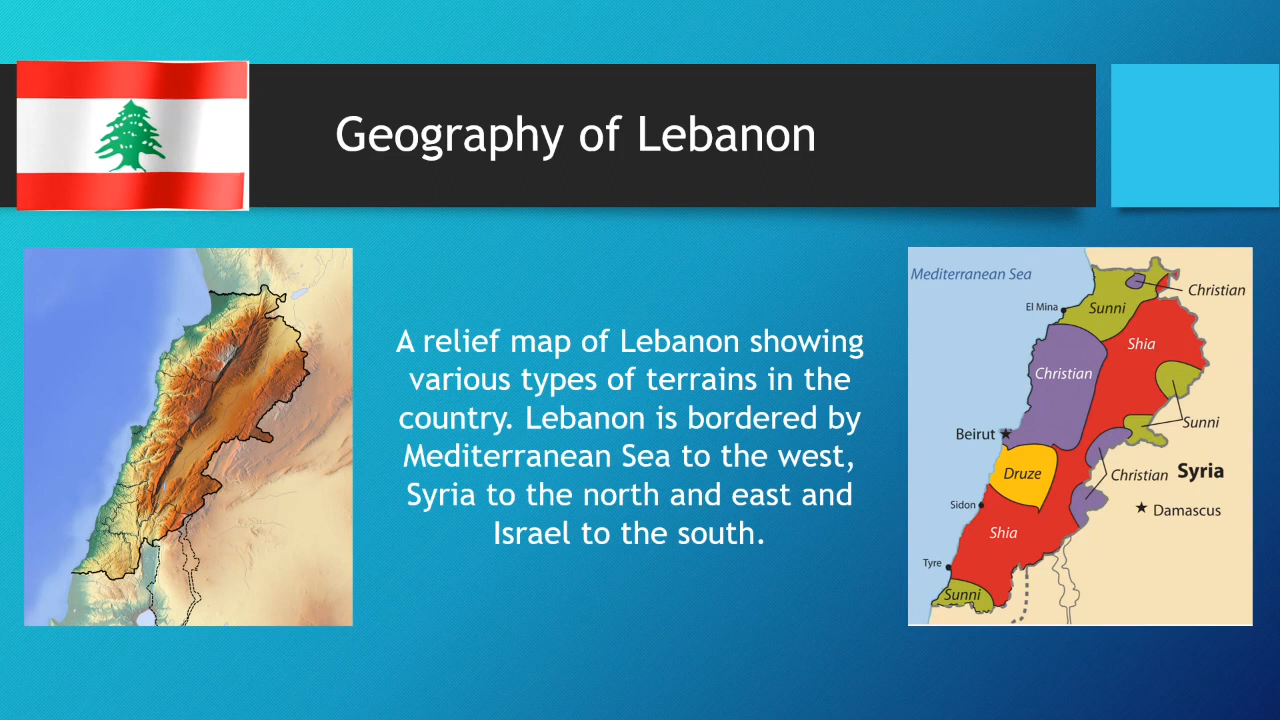 Geography of Lebanon
A relief map of Lebanon showing
various types of terrains in the
country. Lebanon is bordered by
Mediterranean Sea to the west,
Syria to the north and east and
Israel to the south.
Mediterranean Sea
Christian
El Mina
Sunni
Shia
Christian
Sunni
Beirut
Druze
Christian
Syria
Sidon
Damascus
Shia
Tyre
Sunni